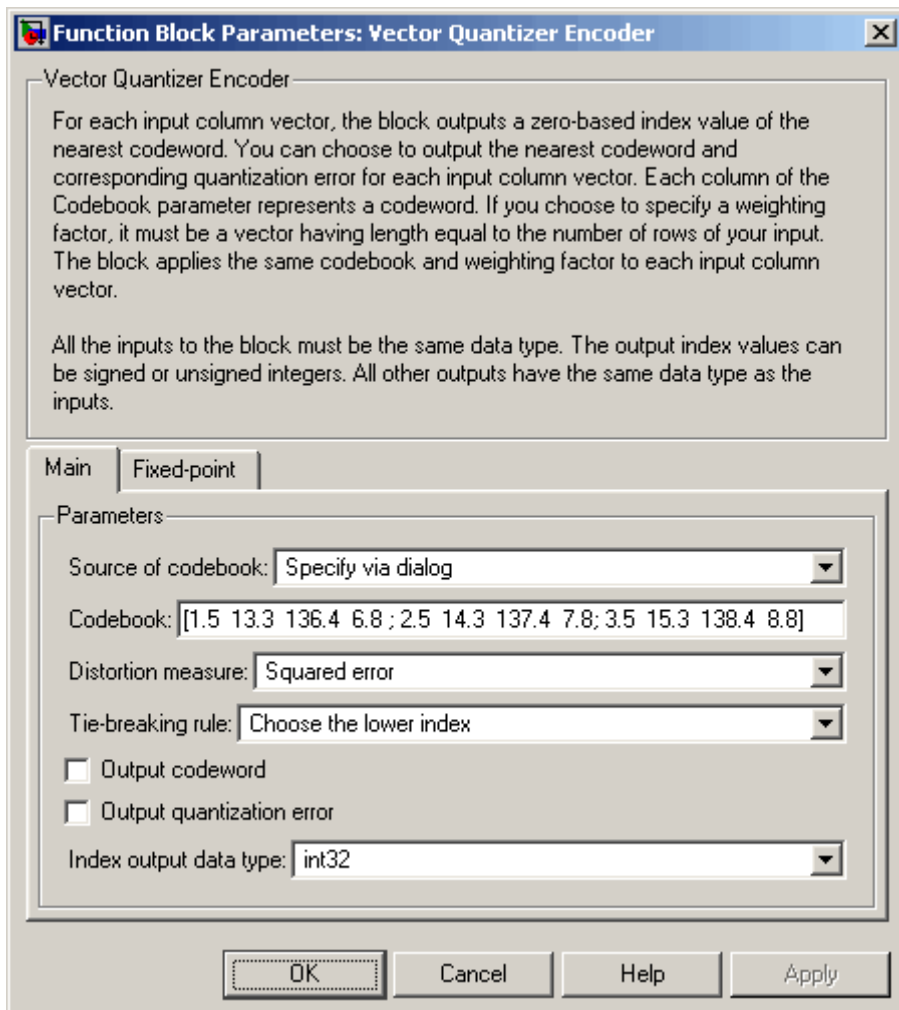 Function Block Parameters: Vector Quantizer Encoder
Vector Quantizer Encoder
For each input column vector, the block outputs a zero-based index value of the
nearest codeword. You can choose to output the nearest codeword and
corresponding quantization error for each input column vector. Each column of the
Codebook parameter represents a codeword. If you choose to specify a weighting
factor, it must be a vector having length equal to the number of rows of your input.
The block applies the same codebook and weighting factor to each input column
vector.
All the inputs to the block must be the same data type. The output index values can
be signed or unsigned integers. All other outputs have the same data type as the
inputs.
Main Fixed-point
Parameters
Source of codebook: Specify via dialog
Codebook: [1.5 13.3 136.4 6.8 ; 2.5 14.3 137.4 7.8; 3.5 15.3 138.4 8.8]
Distortion measure: Squared error
Tie-breaking rule: Choose the lower index
Output codeword
Output quantization error
Index output data type: int32
OK Cancel Help Apply